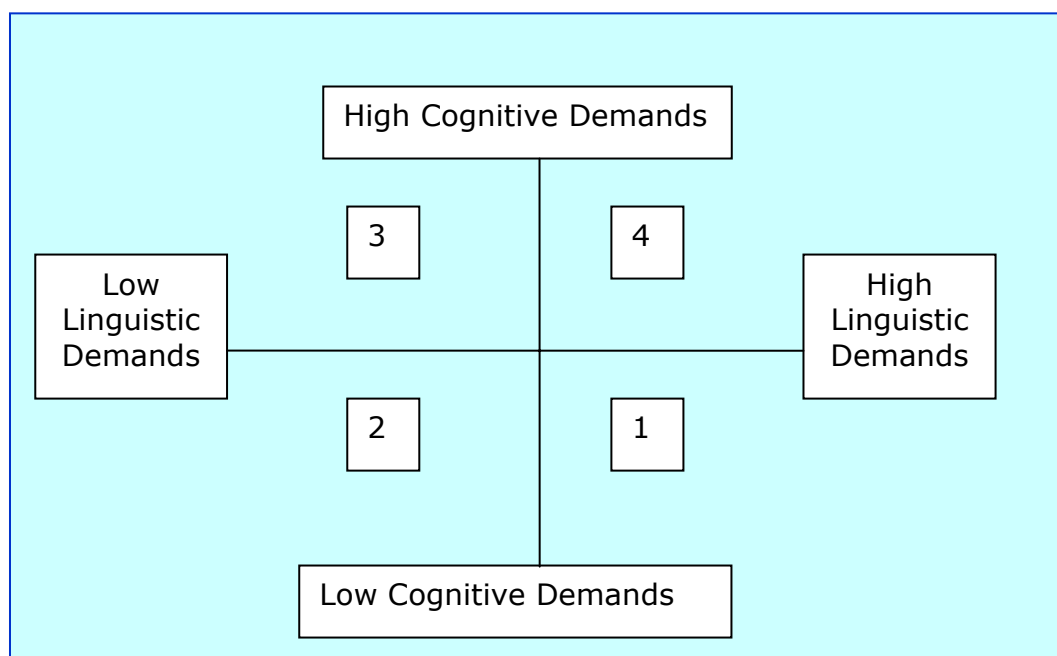 High Cognitive Demands
3
4
Low
Linguistic
Demands
High
Linguistic
Demands
2
1
Low Cognitive Demands